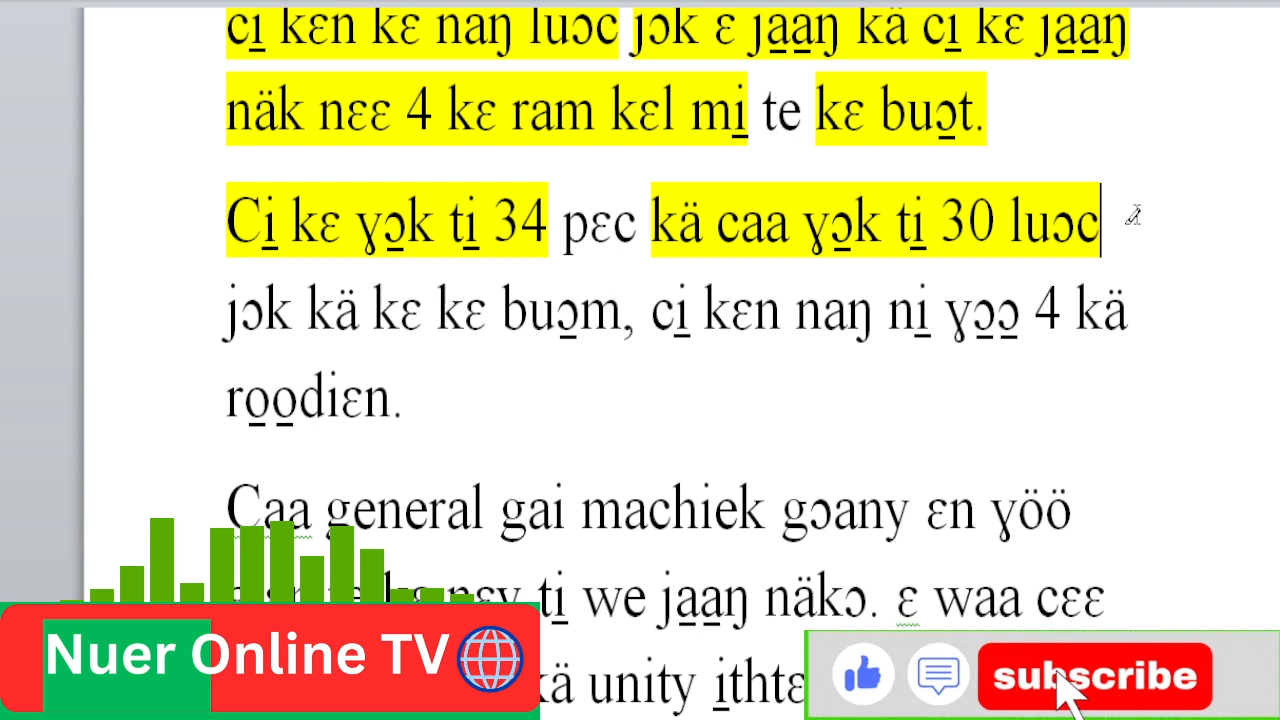 ci̱ kɛn kɛ naŋ luɔc jɔk ɛ ja̱a̱ŋ kä ci̱ kɛ ja̱a̱ŋ
näk nɛɛ 4 kɛ ram kɛl mi̱ te kɛ buɔ̱t.
Ci̱ kɛ ɣɔ̱k ti̱ 34 pɛc kä caa ɣɔ̱k ti̱ 30 luɔc
jɔk kä kɛ kɛ buɔ̱m, ci̱ kɛn naŋ ni̱ ɣɔ̱ɔ̱ 4 kä
ro̱o̱diɛn.
Caa general gai machiek gɔany ɛn ɣöö
ti̱ we ja̱a̱ŋ näkɔ. ɛ waa cɛɛ
kä unity
Nuer Online TV
subscribe